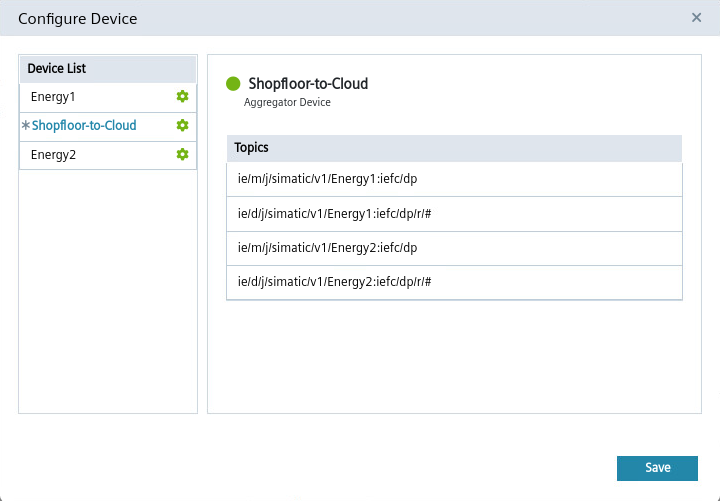 Configure Device
Device List
Energy1
*Shopfloor-to-Cloud
Energy2
Shopfloor-to-Cloud
Aggregator Device
Topics
ie/m/j/simatic/v1/Energy1:iefc/dp
ie/d/j/simatic/v1/Energy1:iefc/dp/r/#
ie/m/j/simatic/v1/Energy2:iefc/dp
ie/d/j/simatic/v1/Energy2:iefc/dp/r/#
Save